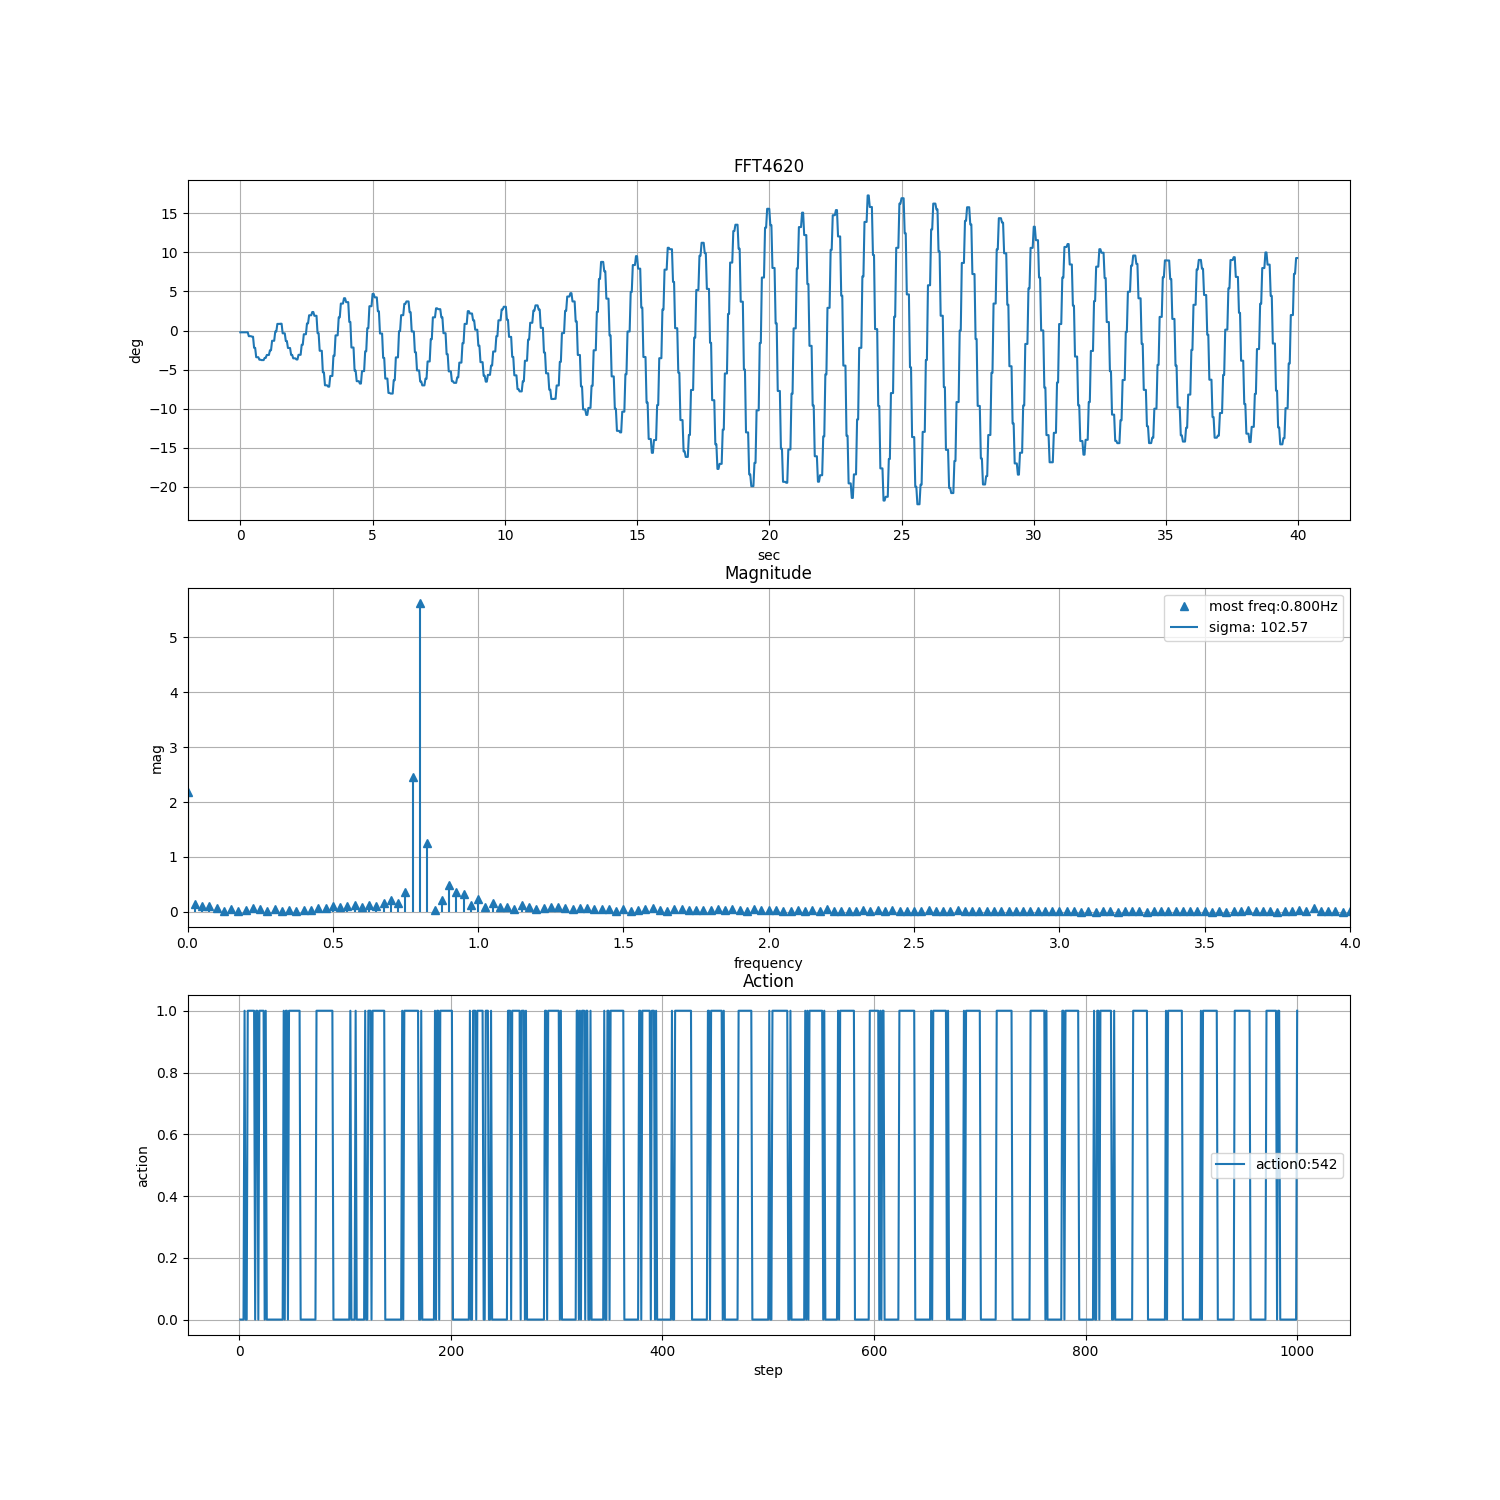 FFT4620
15
10
5
0
−5
−10
−15
−20
deg
0 5 10 15 20 25 30 35 40
sec
Magnitude
most freq:0.800Hz
sigma: 102.57
5
4
3
2
1
0
mag
0.0 0.5 1.0 1.5 2.0 2.5 3.0 3.5 4.0
frequency
Action
1.0
0.8
0.6
0.4
0.2
0.0
action
action0:542
0 200 400 600 800 1000
step